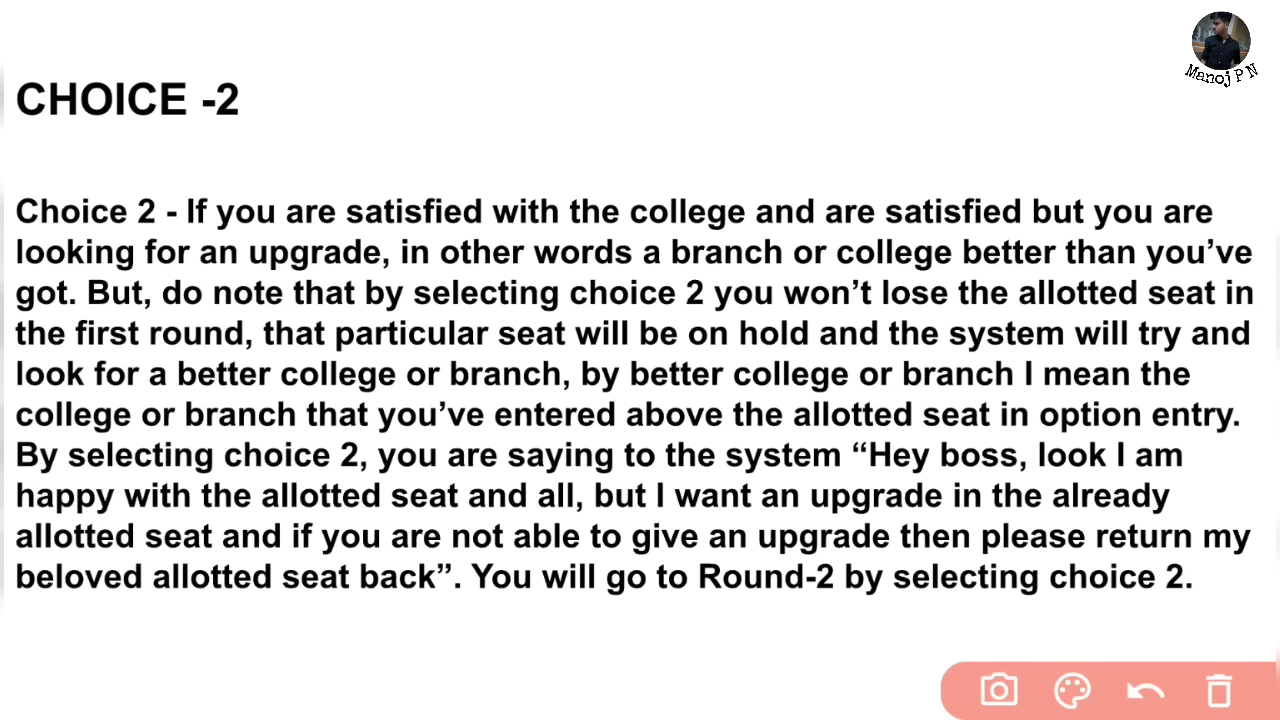 Manoj P N
CHOICE -2
Choice 2 - If you are satisfied with the college and are satisfied but you are
looking for an upgrade, in other words a branch or college better than you’ve
got. But, do note that by selecting choice 2 you won’t lose the allotted seat in
the first round, that particular seat will be on hold and the system will try and
look for a better college or branch, by better college or branch I mean the
college or branch that you’ve entered above the allotted seat in option entry.
By selecting choice 2, you are saying to the system “Hey boss, look I am
happy with the allotted seat and all, but I want an upgrade in the already
allotted seat and if you are not able to give an upgrade then please return my
beloved allotted seat back”. You will go to Round-2 by selecting choice 2.